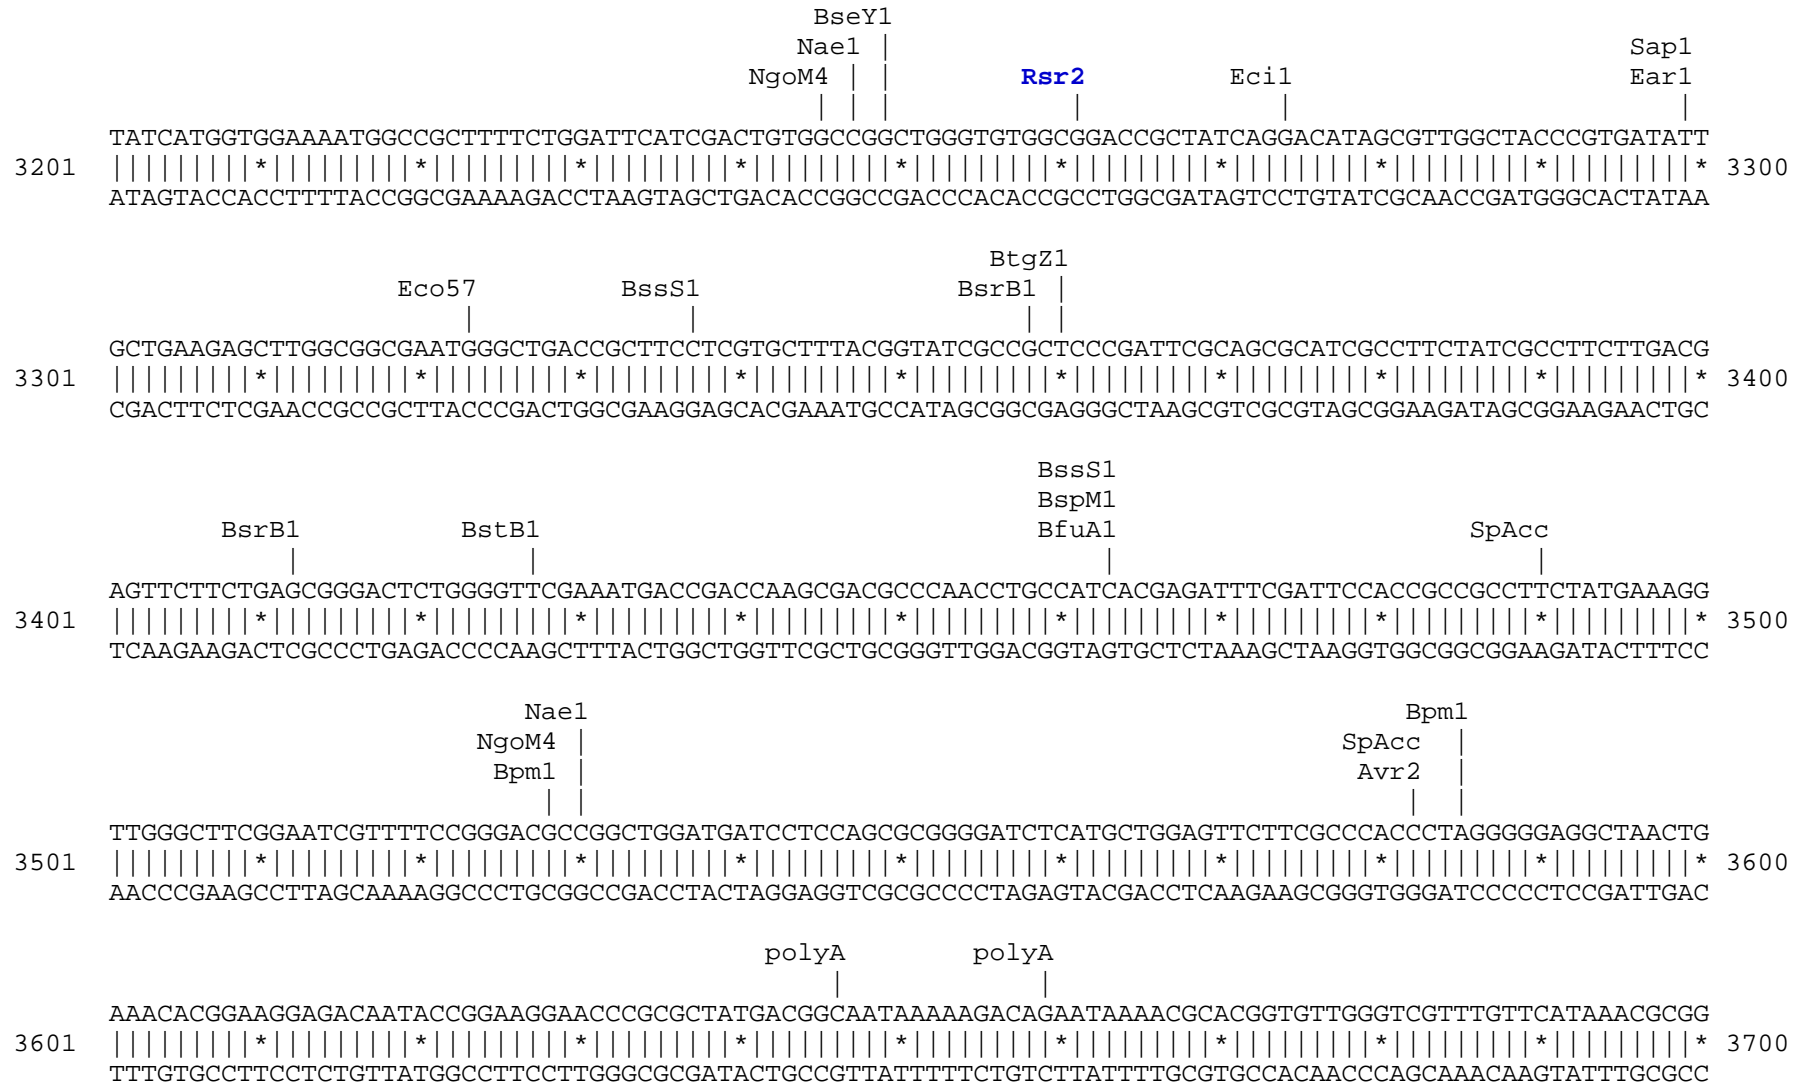 BseY1
Nae1 | Sap1
NgoM4 | | Rsr2 Eci1 Ear1
| | | | | |
TATCATGGTGGAAAATGGCCGCTTTTCTGGATTCATCGACTGTGGCCGGCTGGGTGTGGCGGACCGCTATCAGGACATAGCGTTGGCTACCCGTGATATT
3201 |||||||||*|||||||||*|||||||||*|||||||||*|||||||||*|||||||||*|||||||||*|||||||||*|||||||||*|||||||||* 3300
ATAGTACCACCTTTTACCGGCGAAAAGACCTAAGTAGCTGACACCGGCCGACCCACACCGCCTGGCGATAGTCCTGTATCGCAACCGATGGGCACTATAA
BtgZ1
Eco57 BssS1 BsrB1 |
| | | |
GCTGAAGAGCTTGGCGGCGAATGGGCTGACCGCTTCCTCGTGCTTTACGGTATCGCCGCTCCCGATTCGCAGCGCATCGCCTTCTATCGCCTTCTTGACG
3301 |||||||||*|||||||||*|||||||||*|||||||||*|||||||||*|||||||||*|||||||||*|||||||||*|||||||||*|||||||||* 3400
CGACTTCTCGAACCGCCGCTTACCCGACTGGCGAAGGAGCACGAAATGCCATAGCGGCGAGGGCTAAGCGTCGCGTAGCGGAAGATAGCGGAAGAACTGC
BssS1
BspM1
BsrB1 BstB1 BfuA1 SpAcc
| | | |
AGTTCTTCTGAGCGGGACTCTGGGGTTCGAAATGACCGACCAAGCGACGCCCAACCTGCCATCACGAGATTTCGATTCCACCGCCGCCTTCTATGAAAGG
3401 |||||||||*|||||||||*|||||||||*|||||||||*|||||||||*|||||||||*|||||||||*|||||||||*|||||||||*|||||||||* 3500
TCAAGAAGACTCGCCCTGAGACCCCAAGCTTTACTGGCTGGTTCGCTGCGGGTTGGACGGTAGTGCTCTAAAGCTAAGGTGGCGGCGGAAGATACTTTCC
Nae1 Bpm1
NgoM4 | SpAcc |
Bpm1 | Avr2 |
| | | |
TTGGGCTTCGGAATCGTTTTCCGGGACGCCGGCTGGATGATCCTCCAGCGCGGGGATCTCATGCTGGAGTTCTTCGCCCACCCTAGGGGGAGGCTAACTG
3501 |||||||||*|||||||||*|||||||||*|||||||||*|||||||||*|||||||||*|||||||||*|||||||||*|||||||||*|||||||||* 3600
AACCCGAAGCCTTAGCAAAAGGCCCTGCGGCCGACCTACTAGGAGGTCGCGCCCCTAGAGTACGACCTCAAGAAGCGGGTGGGATCCCCCTCCGATTGAC
polyA polyA
| |
AAACACGGAAGGAGACAATACCGGAAGGAACCCGCGCTATGACGGCAATAAAAAGACAGAATAAAACGCACGGTGTTGGGTCGTTTGTTCATAAACGCGG
3601 |||||||||*|||||||||*|||||||||*|||||||||*|||||||||*|||||||||*|||||||||*|||||||||*|||||||||*|||||||||* 3700
TTTGTGCCTTCCTCTGTTATGGCCTTCCTTGGGCGCGATACTGCCGTTATTTTTCTGTCTTATTTTGCGTGCCACAACCCAGCAAACAAGTATTTGCGCC